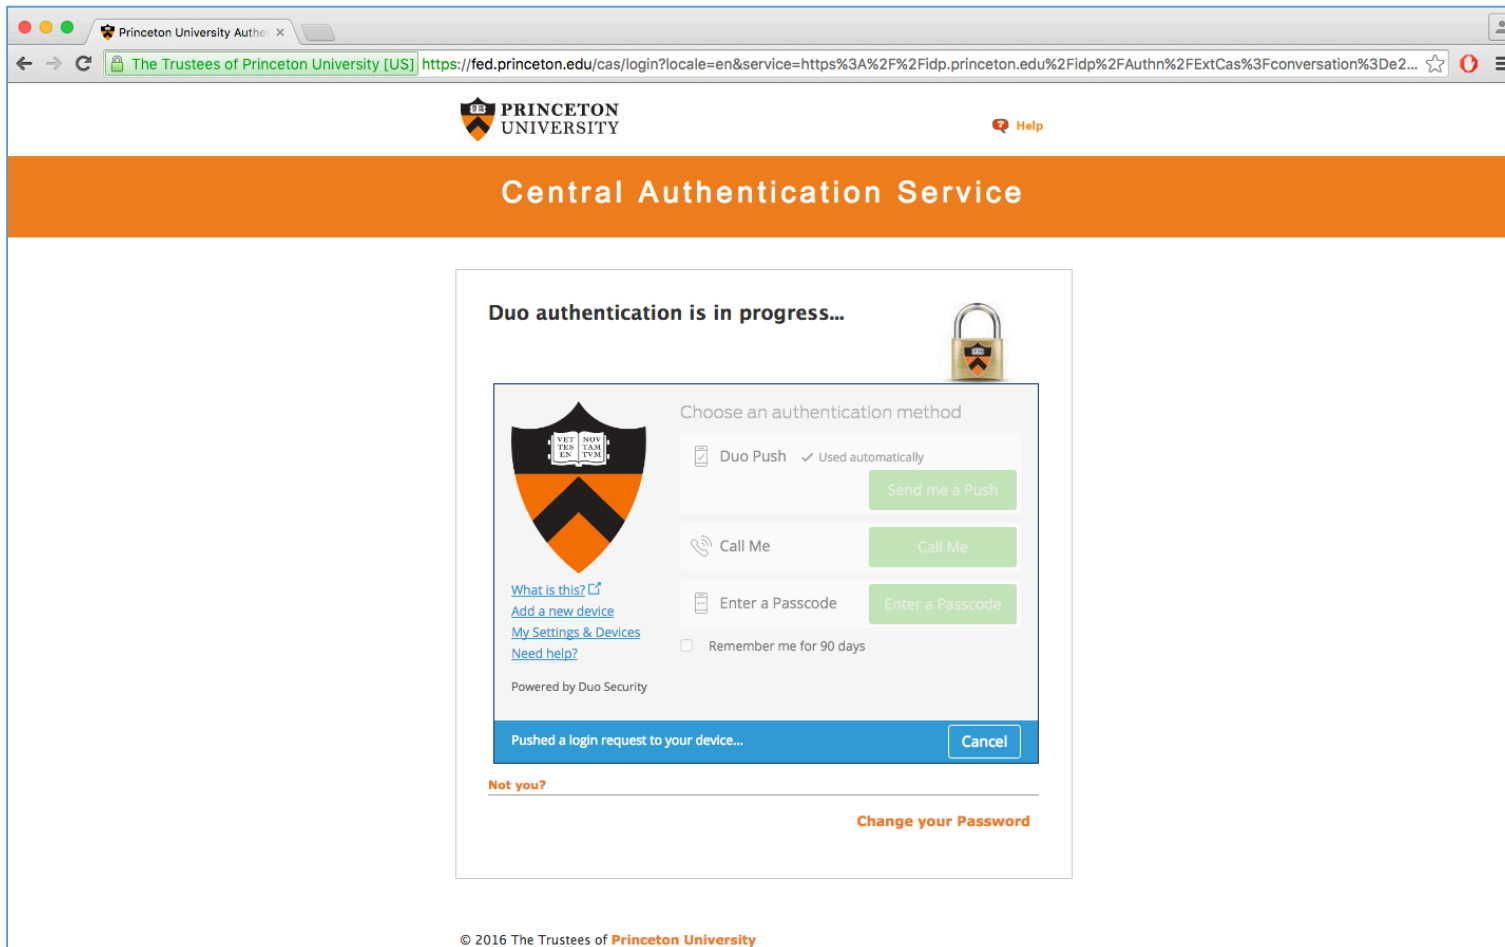 Princeton University Authe
The Trustees of Princeton University [US] https://fed.princeton.edu/cas/login?locale=en&service=https%3A%2F%2Fidp.princeton.edu%2Fidp%2FAuthn%2FExtCas%3Fconversation%3De2...
PRINCETON
UNIVERSITY
Help
Central Authentication Service
Duo authentication is in progress...
VET NOV
TES TAM
EN TVM
Choose an authentication method
Duo Push ✓ Used automatically
Send me a Push
Call Me
Call Me
Enter a Passcode
Enter a Passcode
Remember me for 90 days
What is this?
Add a new device
My Settings & Devices
Need help?
Powered by Duo Security
Pushed a login request to your device...
Cancel
Not you?
Change your Password
© 2016 The Trustees of Princeton University